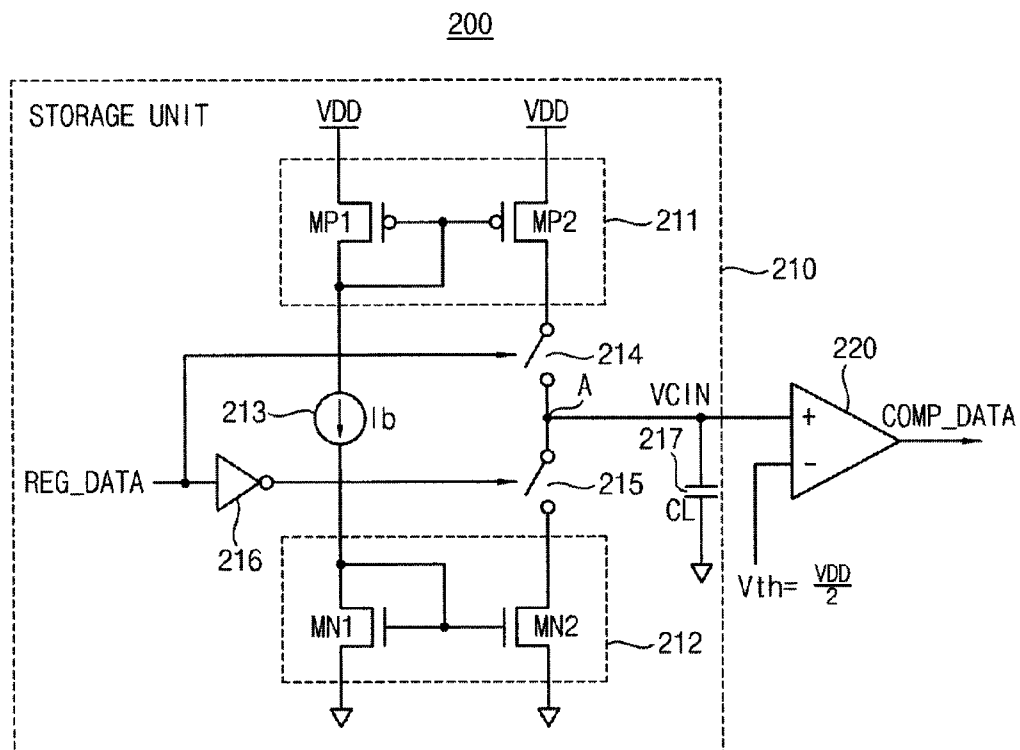 200
STORAGE UNIT
VDD
VDD
MP1
MP2
211
210
214
220
A
VCIN
213
Ib
217
+
COMP_DATA
REG_DATA
215
-
CL
216
Vth= VDD/2
MN1
MN2
212